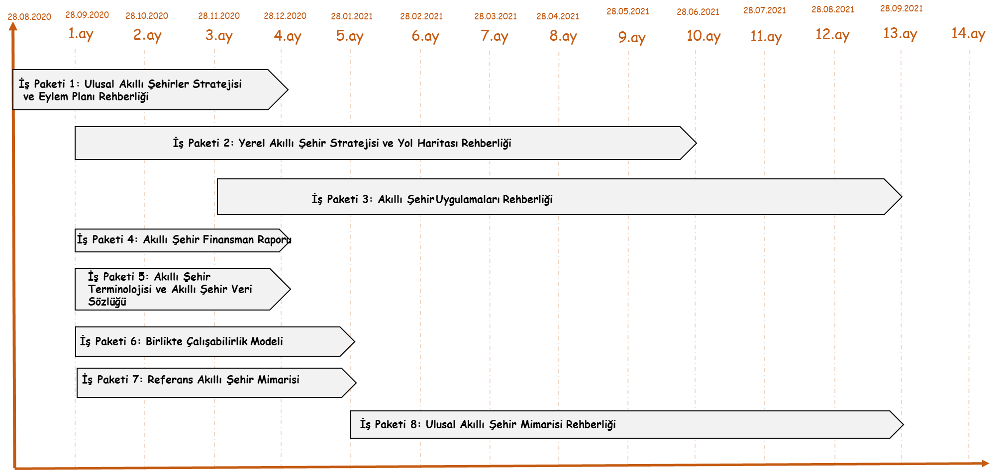 28.08.2020 28.09.2020 28.10.2020 28.11.2020 28.12.2020 28.01.2021 28.02.2021 28.03.2021 28.04.2021 28.05.2021 28.06.2021 28.07.2021 28.08.2021 28.09.2021
1.ay 2.ay 3.ay 4.ay 5.ay 6.ay 7.ay 8.ay 9.ay 10.ay 11.ay 12.ay 13.ay 14.ay
İş Paketi 1: Ulusal Akıllı Şehirler Stratejisi
ve Eylem Planı Rehberliği
İş Paketi 2: Yerel Akıllı Şehir Stratejisi ve Yol Haritası Rehberliği
İş Paketi 3: Akıllı Şehir Uygulamaları Rehberliği
İş Paketi 4: Akıllı Şehir Finansman Raporu
İş Paketi 5: Akıllı Şehir
Terminolojisi ve Akıllı Şehir Veri
Sözlüğü
İş Paketi 6: Birlikte Çalışabilirlik Modeli
İş Paketi 7: Referans Akıllı Şehir Mimarisi
İş Paketi 8: Ulusal Akıllı Şehir Mimarisi Rehberliği